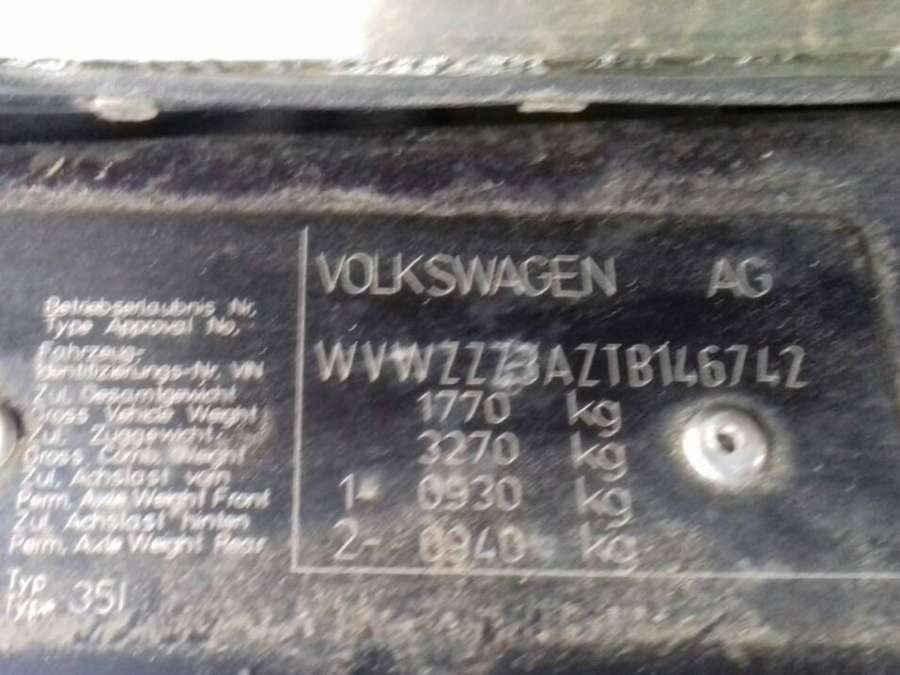 VOLKSWAGEN AG
Betriebserlaubnis Nr.
Type Approval No.
Fahrzeug-
Identifizierungs-Nr. VIN
WVWZZZ3AZTB146742
Zul. Gesamtgewicht
Gross Vehicle Weight
1770 kg
Zul. Zuggewicht-
Gross Comb. Weight
3270 kg
Zul. Achslast vorn
Perm. Axle Weight Front
1- 0930 kg
Zul. Achslast hinten
Perm. Axle Weight Rear
2- 0940 kg
Typ
Type 35I